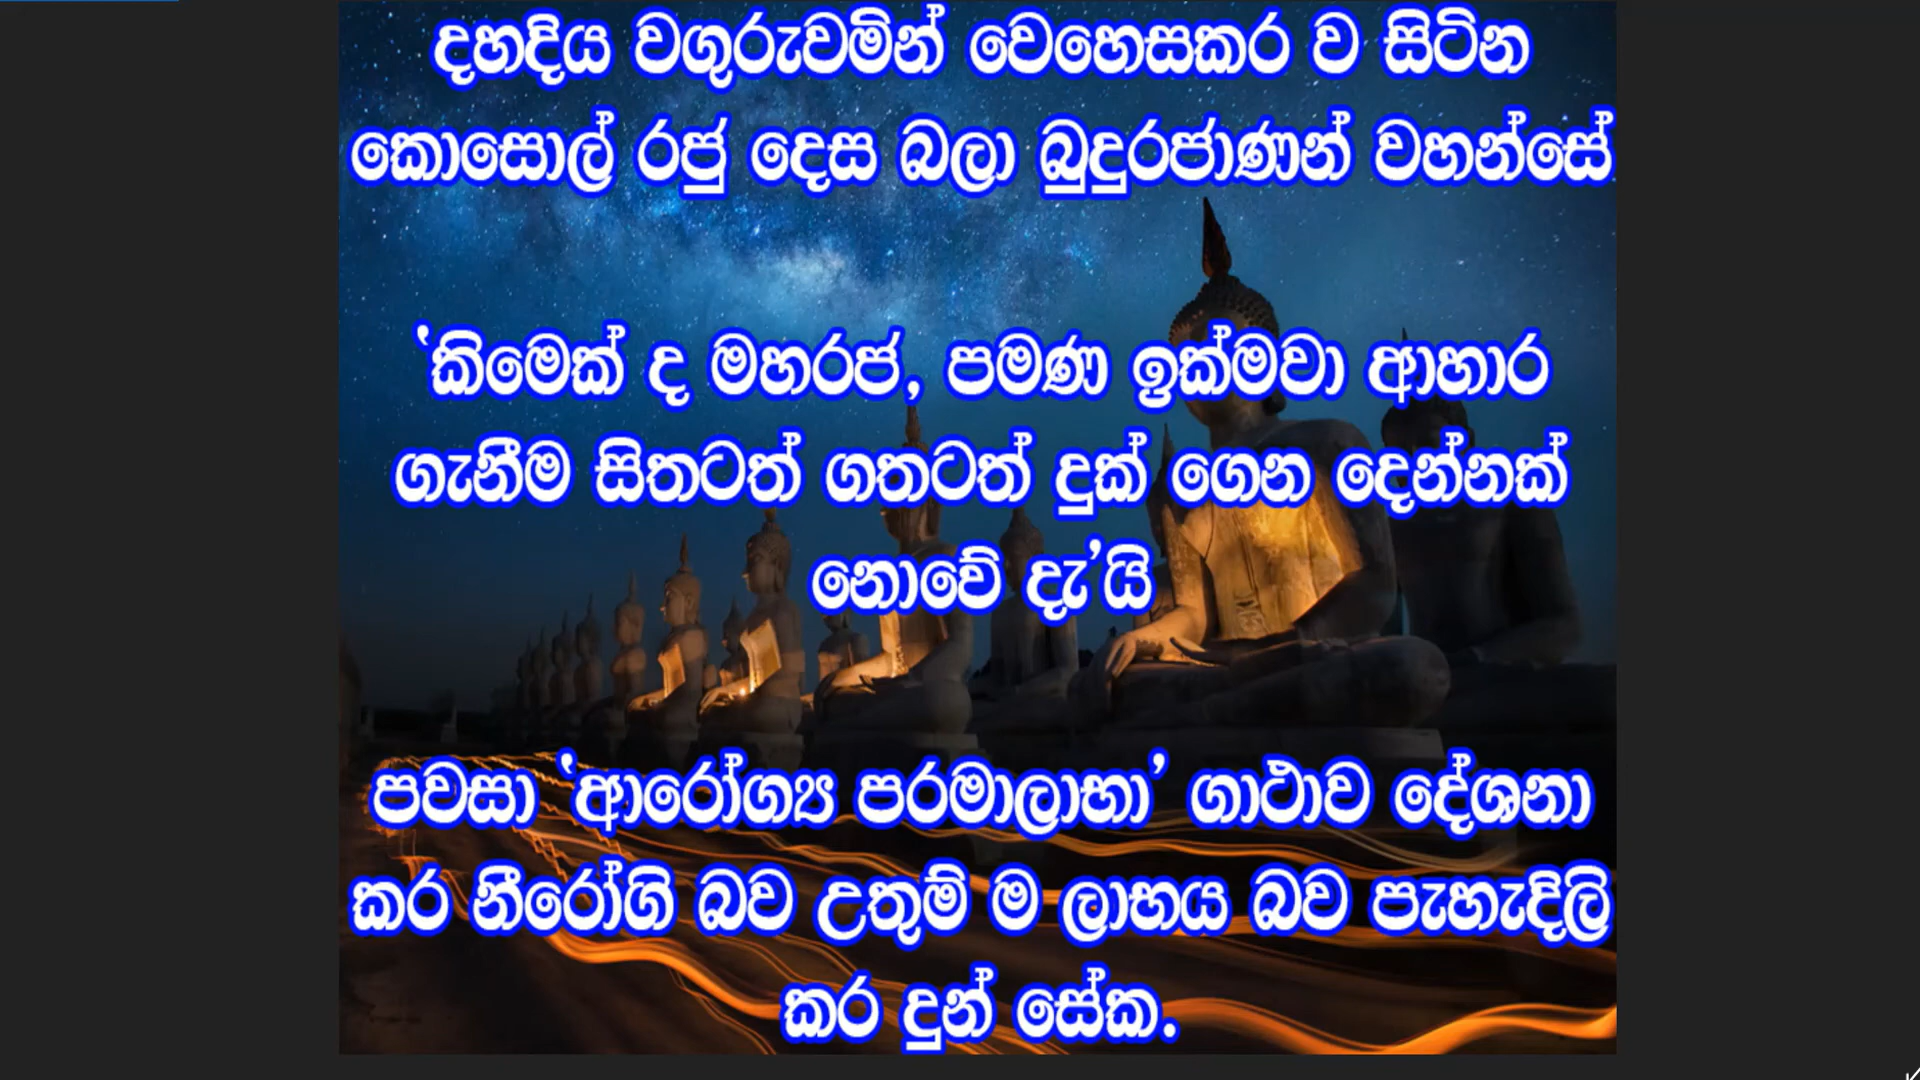 දහදිය වගුරුවමින් වෙහෙසකර ව සිටින
කොසොල් රජු දෙස බලා බුදුරජාණන් වහන්සේ
'කිමෙක් ද මහරජ, පමණ ඉක්මවා ආහාර
ගැනීම සිතටත් ගතටත් දුක් ගෙන දෙන්නක්
නොවේ දැ'යි
පවසා 'ආරෝග්‍ය පරමාලාභා' ගාථාව දේශනා
කර නීරෝගි බව උතුම් ම ලාභය බව පැහැදිලි
කර දුන් සේක.